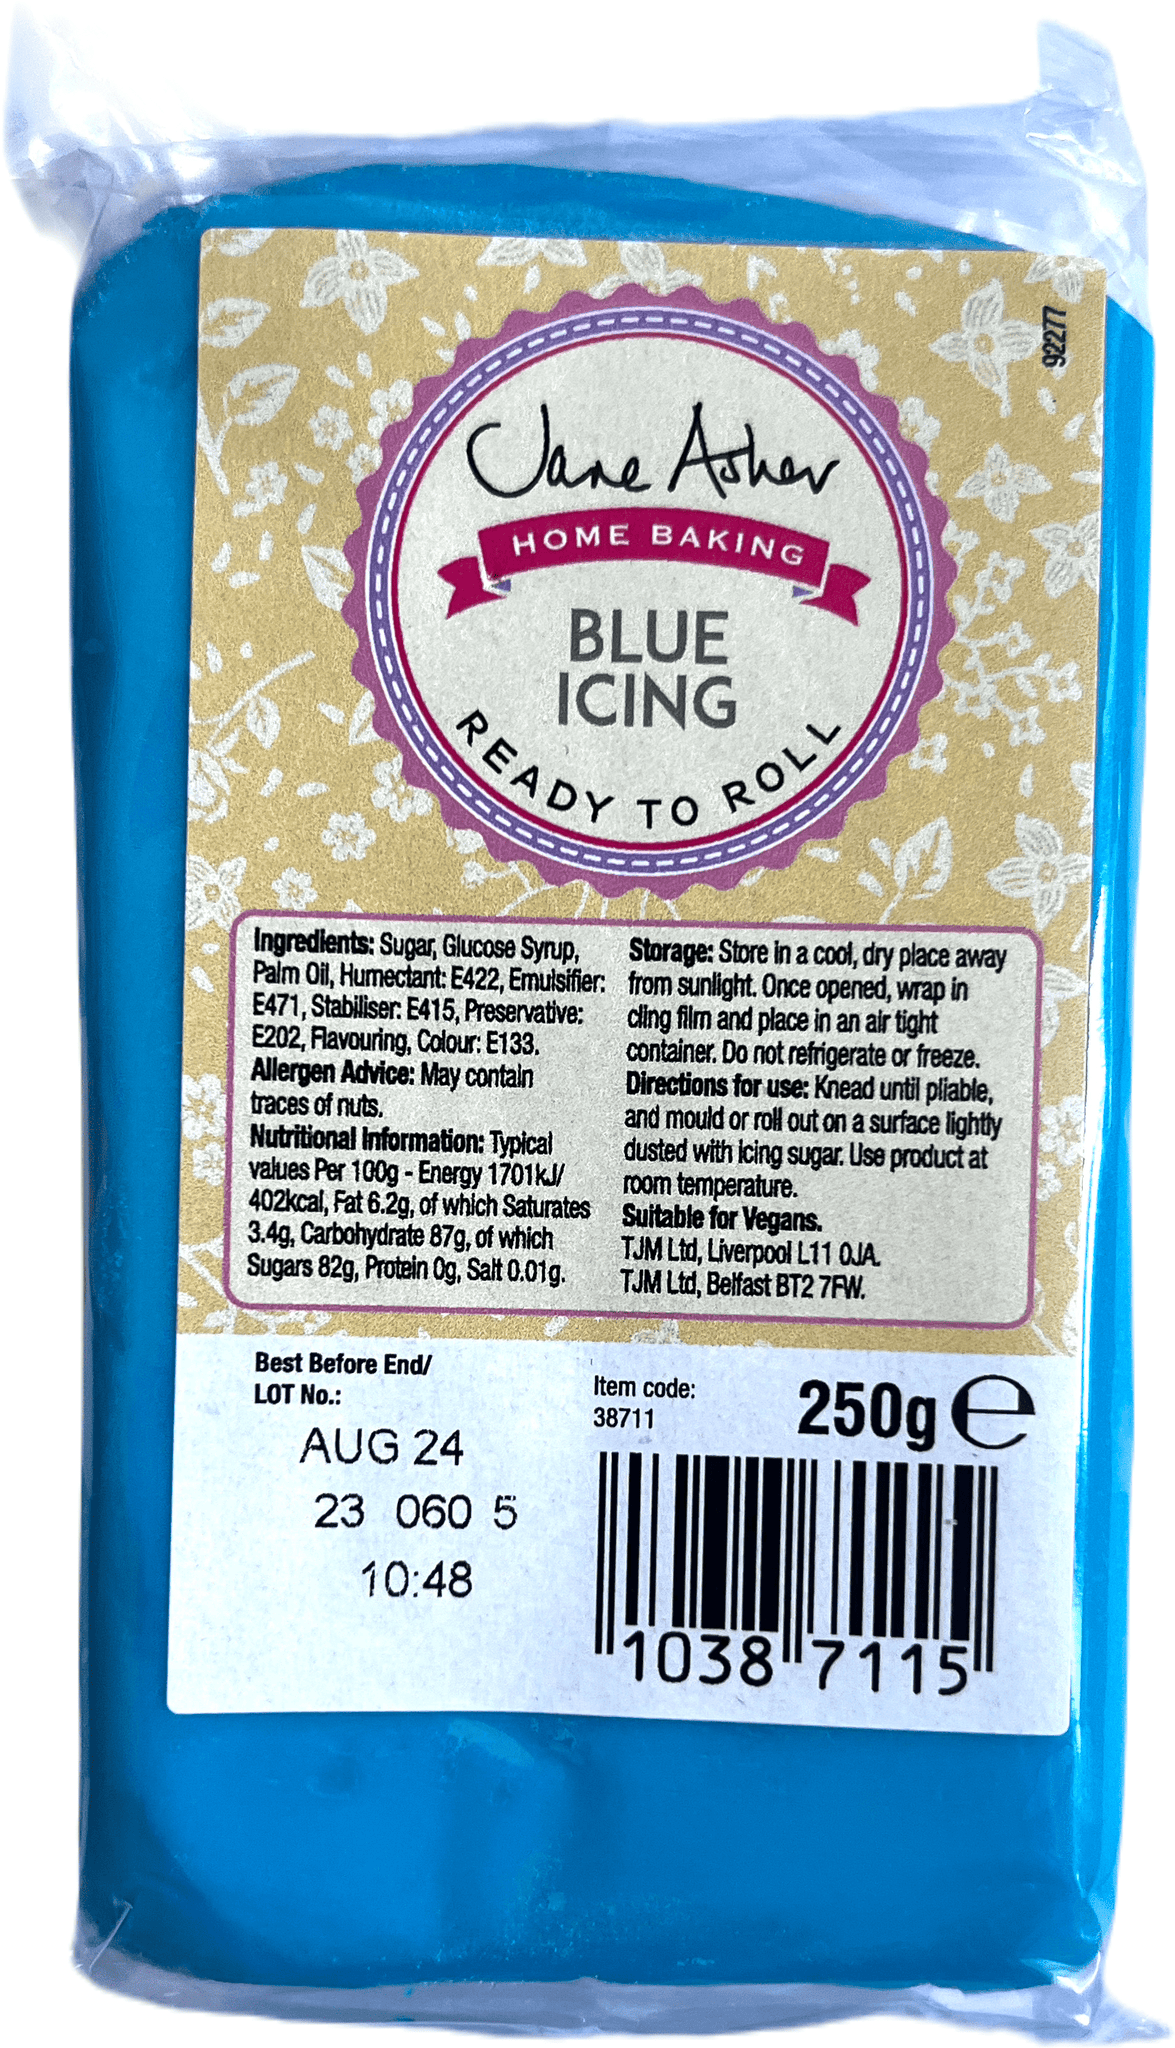 92277
Jane Asher
HOME BAKING
BLUE
ICING
READY TO ROLL
Ingredients: Sugar, Glucose Syrup,
Palm Oil, Humectant: E422, Emulsifier:
E471, Stabiliser: E415, Preservative:
E202, Flavouring, Colour: E133.
Allergen Advice: May contain
traces of nuts.
Nutritional Information: Typical
values Per 100g - Energy 1701kJ/
402kcal, Fat 6.2g, of which Saturates
3.4g, Carbohydrate 87g, of which
Sugars 82g, Protein 0g, Salt 0.01g.
Storage: Store in a cool, dry place away
from sunlight. Once opened, wrap in
cling film and place in an air tight
container. Do not refrigerate or freeze.
Directions for use: Knead until pliable,
and mould or roll out on a surface lightly
dusted with icing sugar. Use product at
room temperature.
Suitable for Vegans.
TJM Ltd, Liverpool L11 0JA.
TJM Ltd, Belfast BT2 7FW.
Best Before End/
LOT No.:
AUG 24
23 060 5
10:48
Item code:
38711
250g e
1038 7115